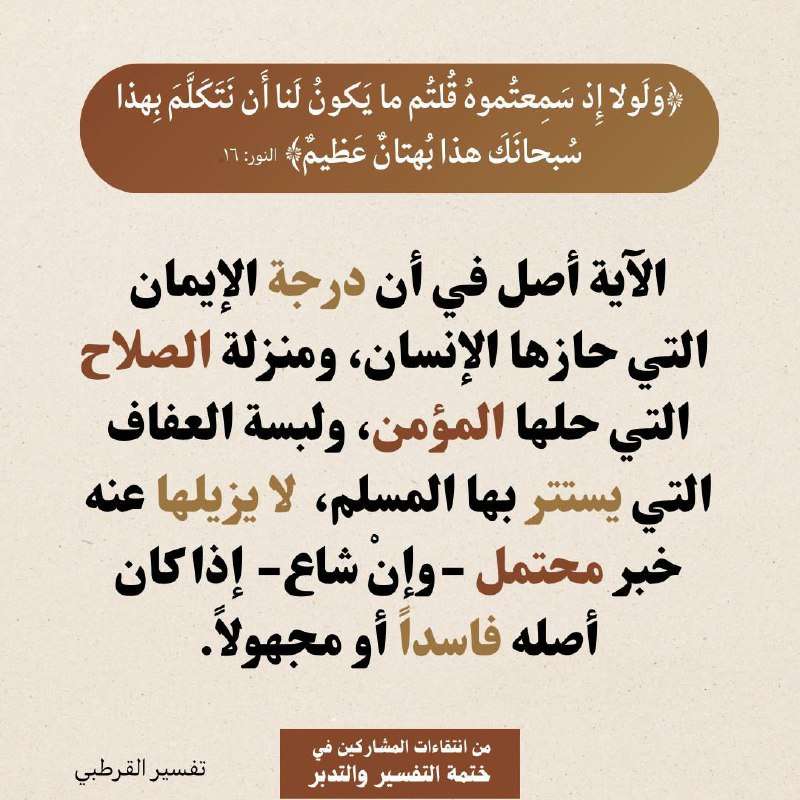 ﴿وَلَولا إِذ سَمِعتُموهُ قُلتُم ما يَكونُ لَنا أَن نَتَكَلَّمَ بِهذا
سُبحانَكَ هذا بُهتانٌ عَظيمٌ﴾ النور: ١٦.
الآية أصل في أن درجة الإيمان
التي حازها الإنسان، ومنزلة الصلاح
التي حلها المؤمن، ولبسة العفاف
التي يستتر بها المسلم، لا يزيلها عنه
خبر محتمل -وإنْ شاع- إذا كان
أصله فاسداً أو مجهولاً.
من انتقاءات المشاركين في
ختمة التفسير والتدبر
تفسير القرطبي